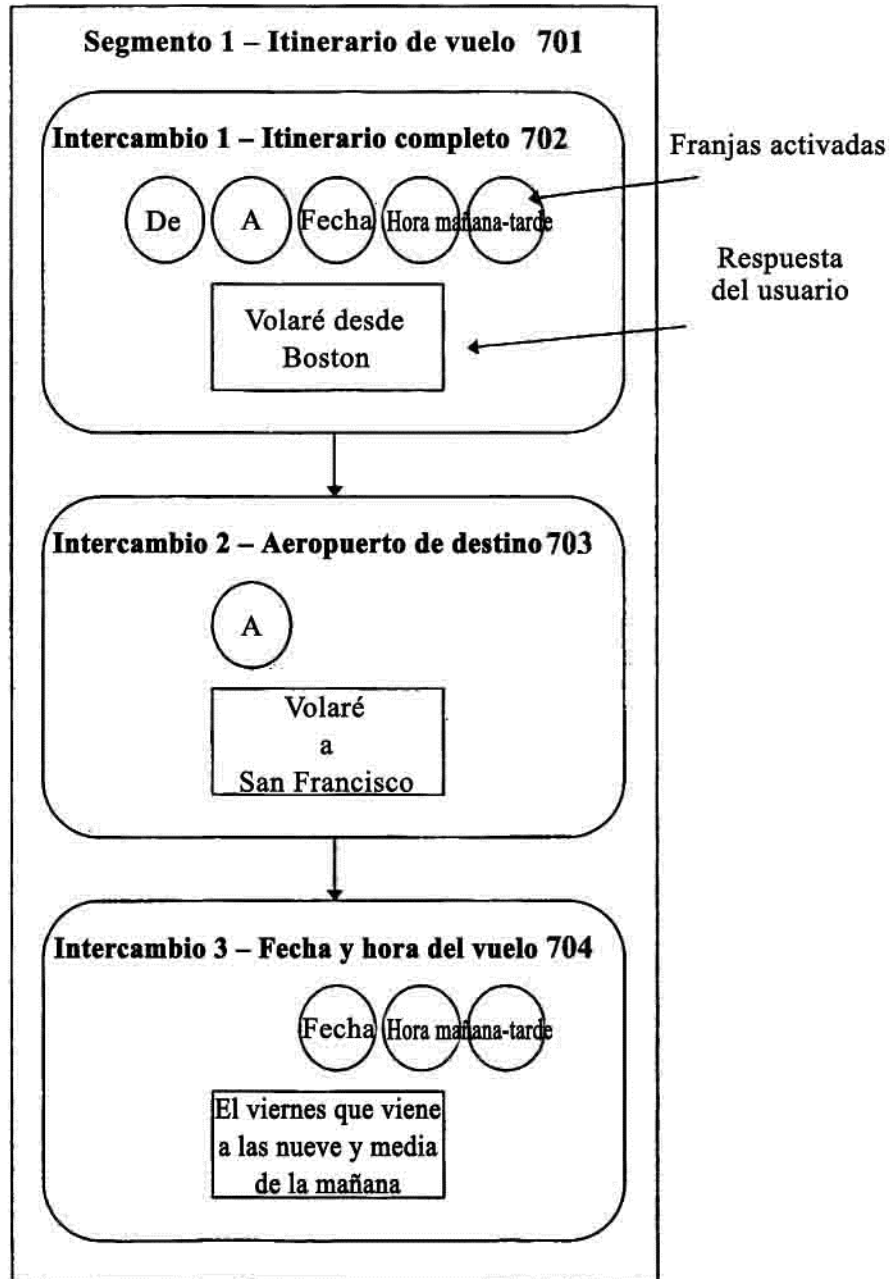 Segmento 1 – Itinerario de vuelo 701
Intercambio 1 – Itinerario completo 702
Franjas activadas
De A Fecha Hora mañana-tarde
Respuesta
del usuario
Volaré desde
Boston
Intercambio 2 – Aeropuerto de destino 703
A
Volaré
a
San Francisco
Intercambio 3 – Fecha y hora del vuelo 704
Fecha Hora mañana-tarde
El viernes que viene
a las nueve y media
de la mañana